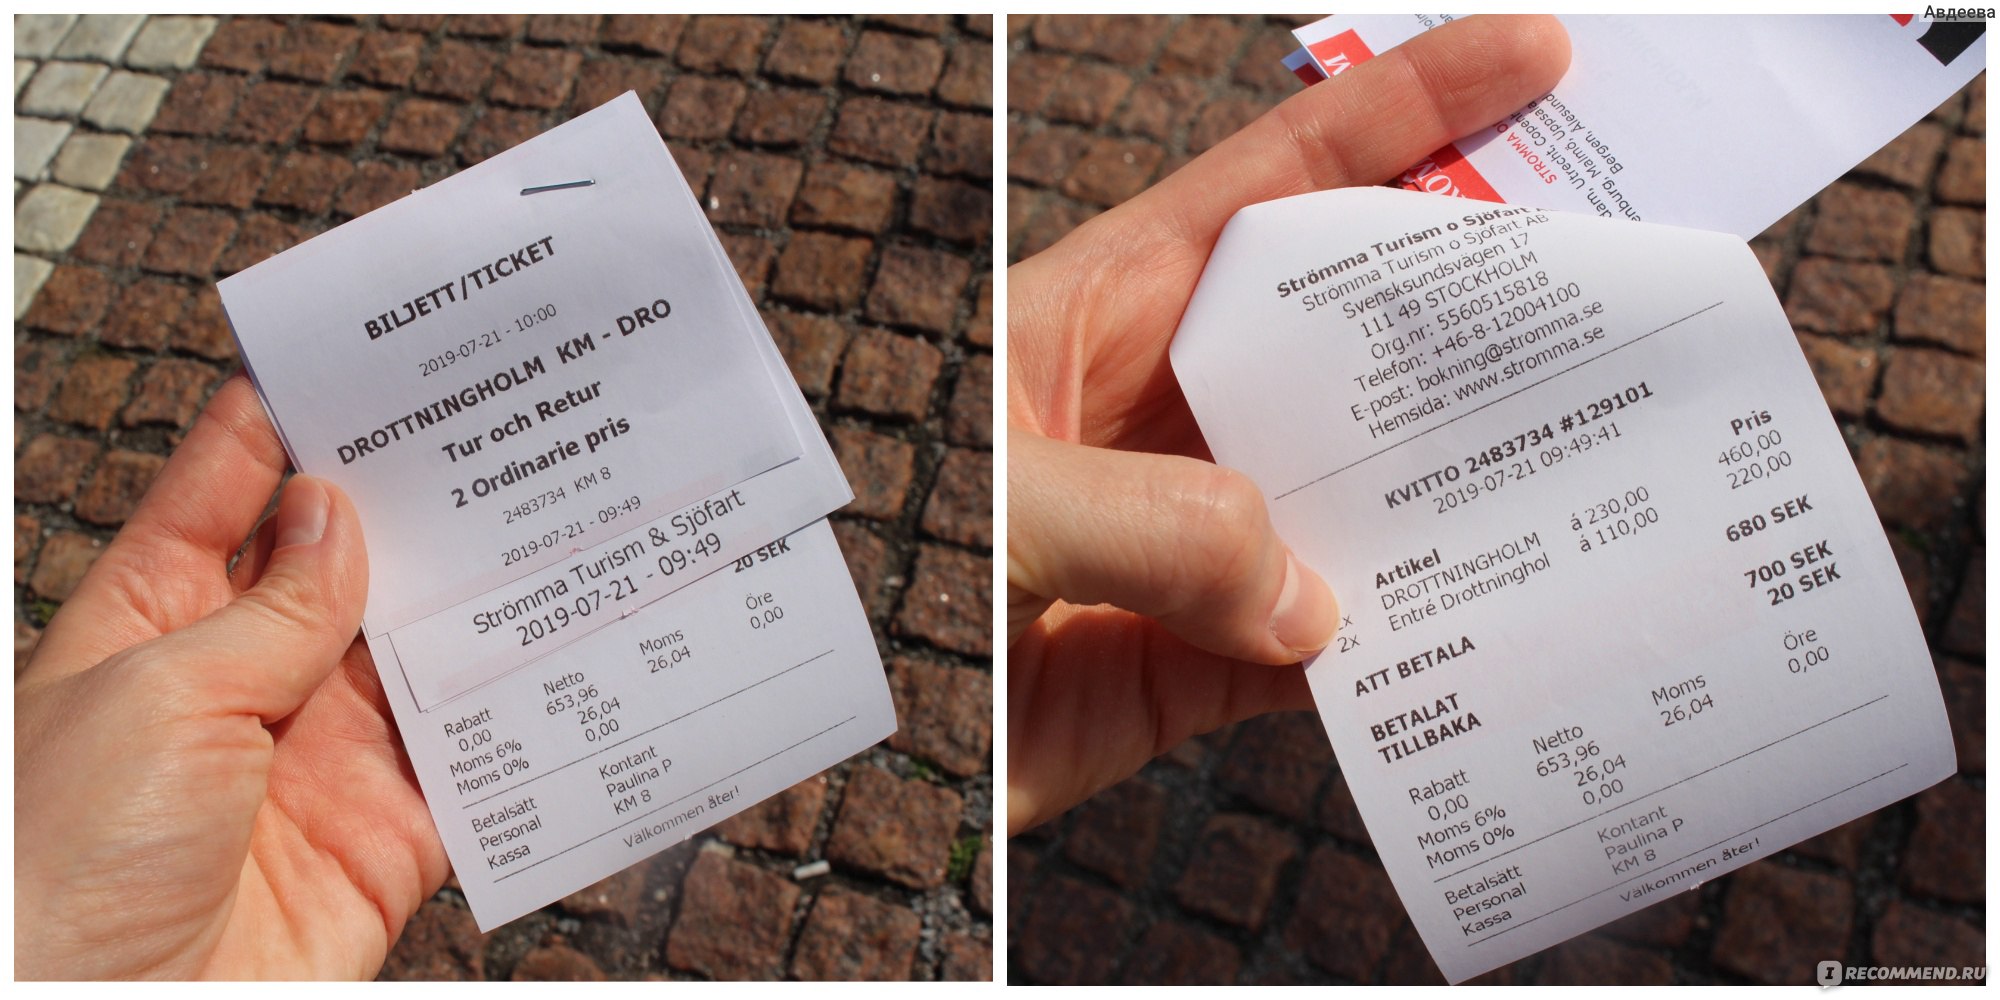 BILJETT/TICKET
2019-07-21 - 10:00
DROTTNINGHOLM KM - DRO
Tur och Retur
2 Ordinarie pris
2483734 KM 8
2019-07-21 - 09:49
Strömma Turism & Sjöfart
2019-07-21 - 09:49
20 SEK
Rabatt Netto Moms Öre
0,00 653,96 26,04 0,00
Moms 6% 26,04
Moms 0% 0,00
Betalsätt Kontant
Personal Paulina P
Kassa KM 8
Välkommen åter!
Авдеева
STROMMA
Utrecht, Copen
Malmö, Uppsala
Bergen, Ålesund
Strömma Turism o Sjöfart
Strömma Turism o Sjöfart AB
Svensksundsvägen 17
111 49 STOCKHOLM
Org.nr: 5560515818
Telefon: +46-8-12004100
E-post: bokning@stromma.se
Hemsida: www.stromma.se
KVITTO 2483734 #129101
2019-07-21 09:49:41
Artikel Pris
DROTTNINGHOLM á 230,00 460,00
2x Entré Drottninghol á 110,00 220,00
ATT BETALA 680 SEK
BETALAT 700 SEK
TILLBAKA 20 SEK
Rabatt Netto Moms Öre
0,00 653,96 26,04 0,00
Moms 6% 26,04
Moms 0% 0,00
Betalsätt Kontant
Personal Paulina P
Kassa KM 8
Välkommen åter!
I RECOMMEND.RU